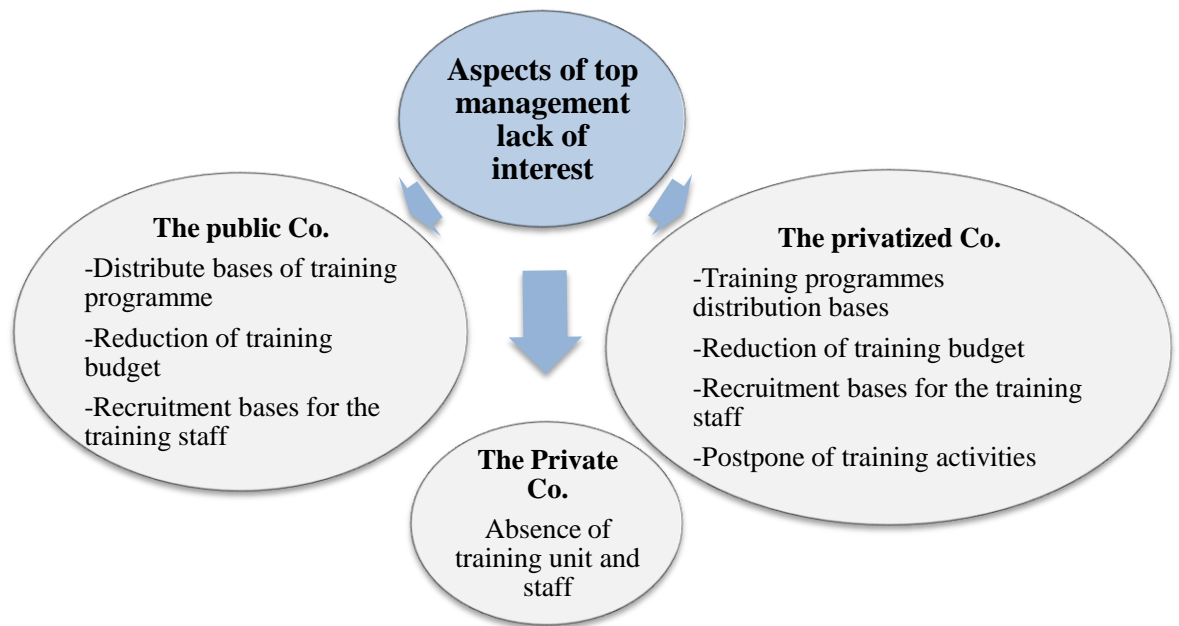 Aspects of top
management
lack of
interest
The public Co.
-Distribute bases of training
programme
-Reduction of training
budget
-Recruitment bases for the
training staff
The privatized Co.
-Training programmes
distribution bases
-Reduction of training budget
-Recruitment bases for the training
staff
-Postpone of training activities
The Private
Co.
Absence of
training unit and
staff